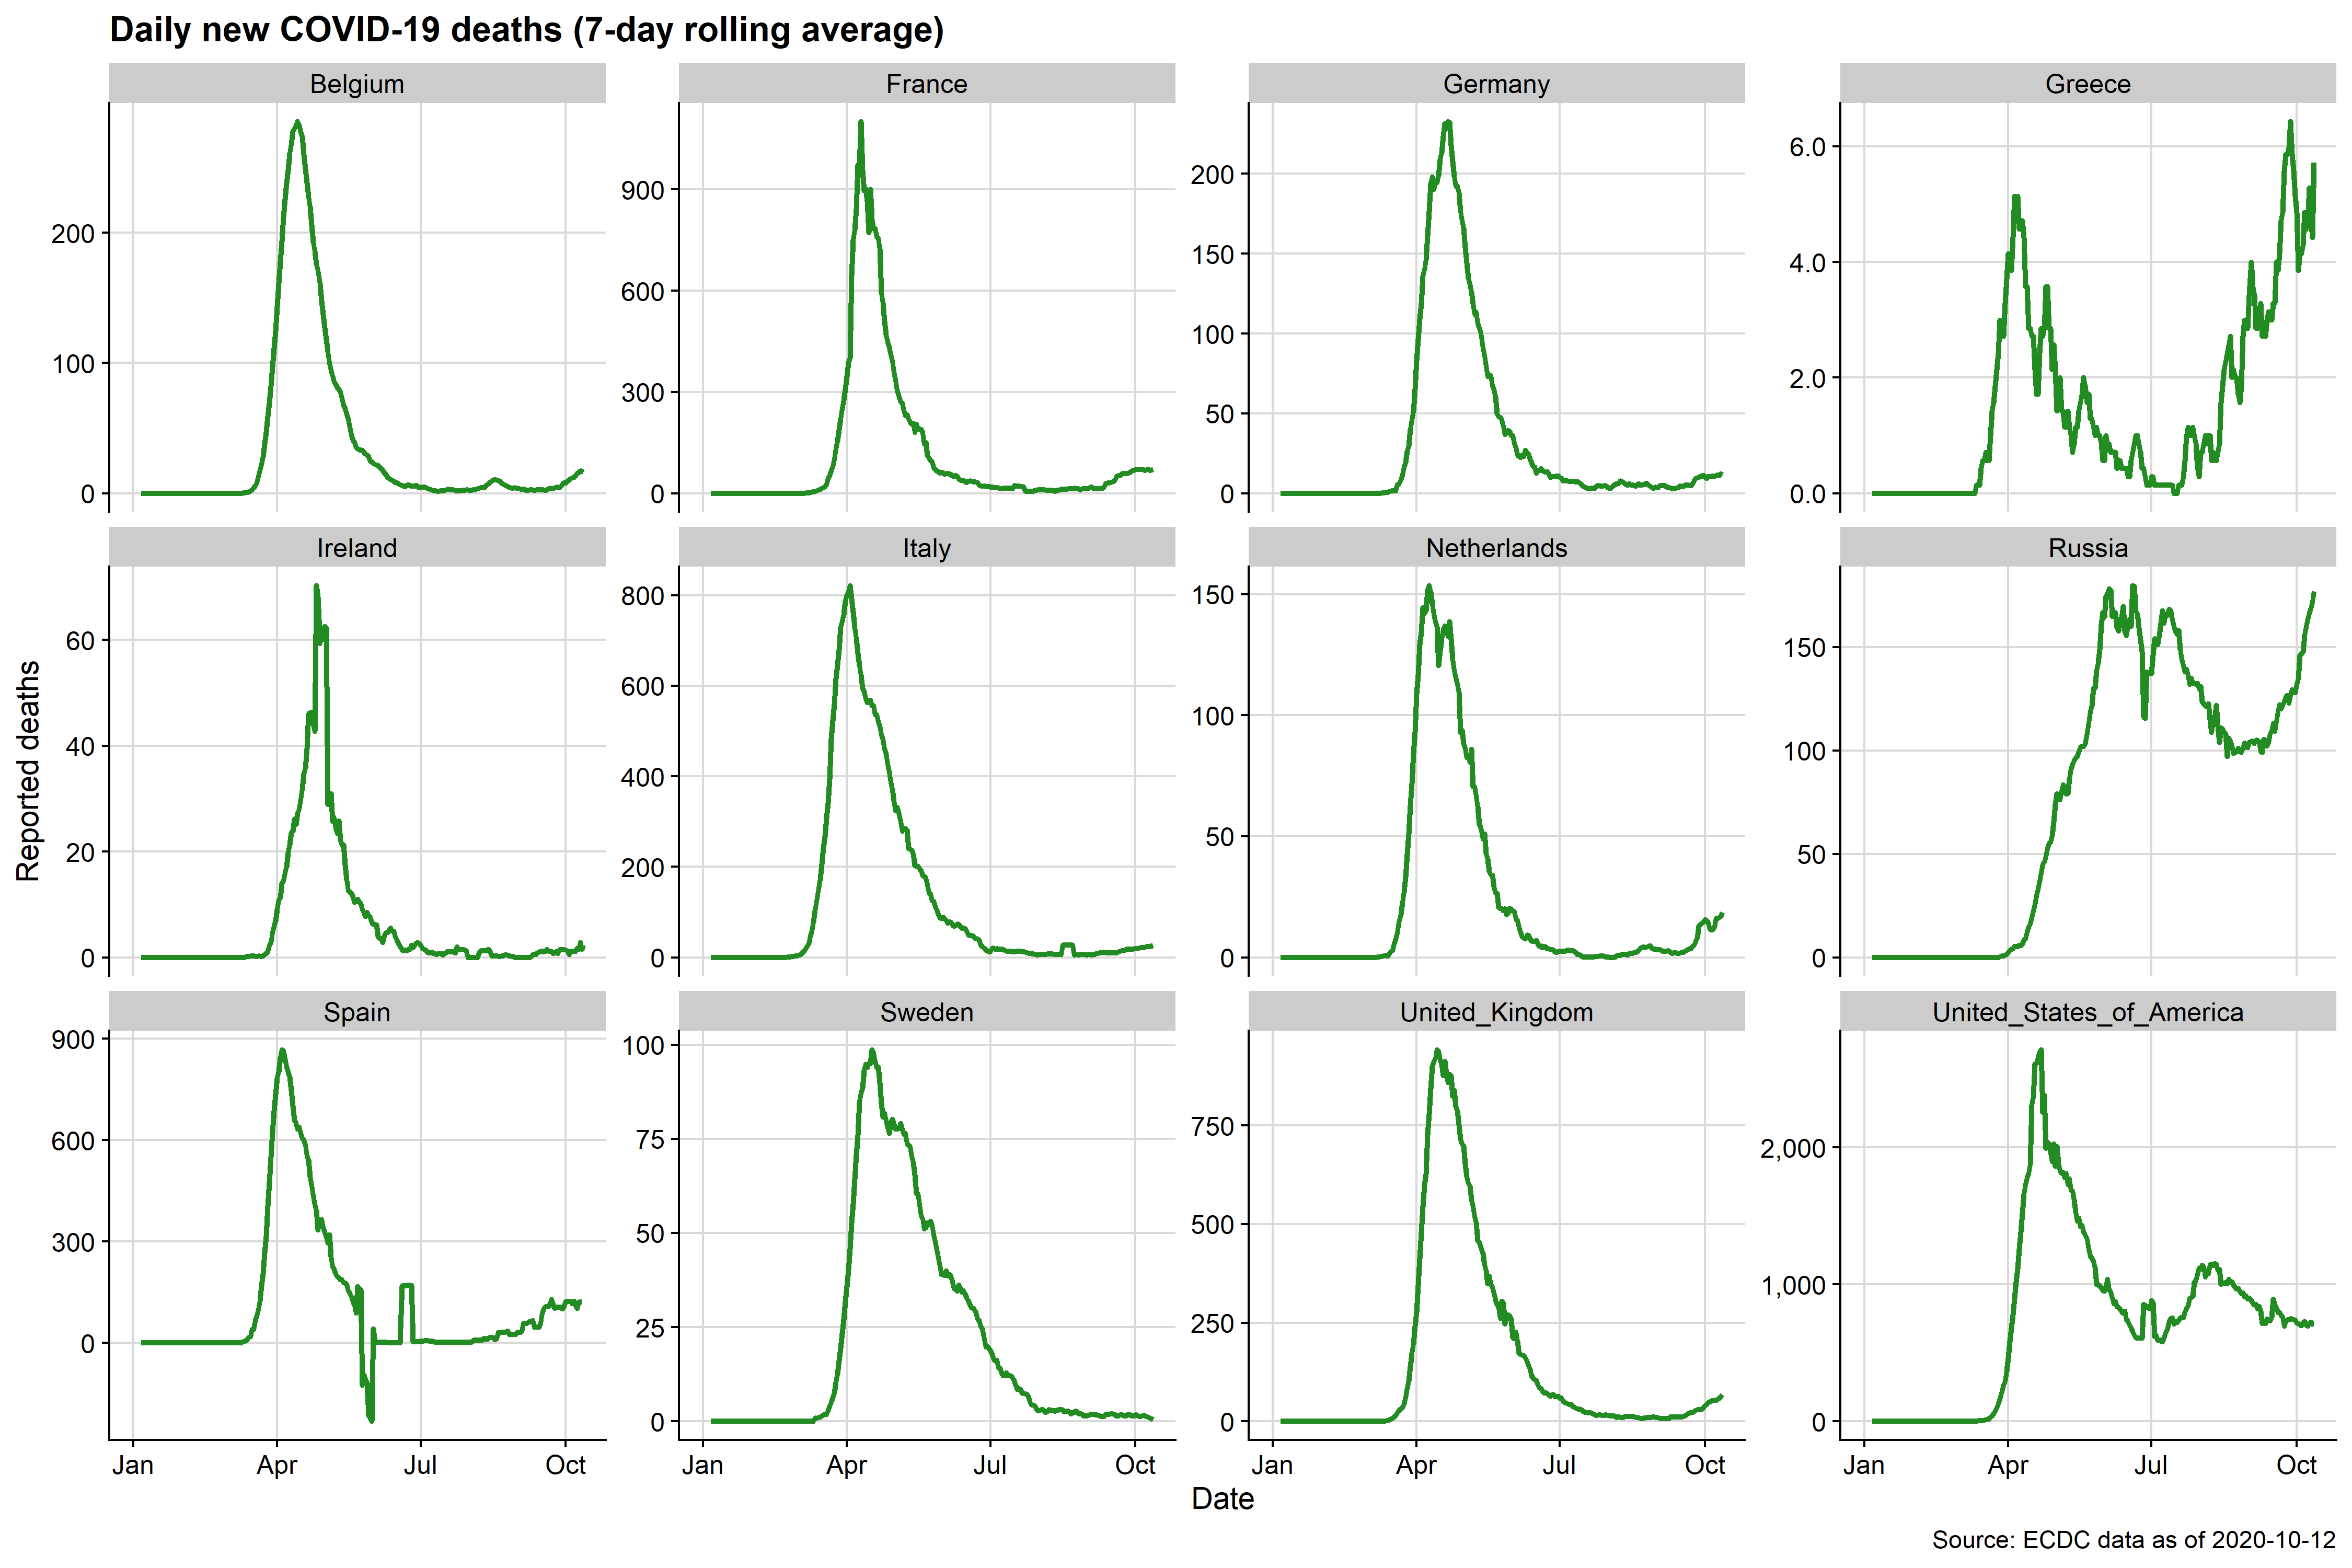 Daily new COVID-19 deaths (7-day rolling average)
Belgium
France
Germany
Greece
200
100
0
900
600
300
0
200
150
100
50
0
6.0
4.0
2.0
0.0
Ireland
Italy
Netherlands
Russia
60
40
20
0
800
600
400
200
0
150
100
50
0
150
100
50
0
Reported deaths
Spain
Sweden
United_Kingdom
United_States_of_America
900
600
300
0
100
75
50
25
0
750
500
250
0
2,000
1,000
0
Jan Apr Jul Oct
Jan Apr Jul Oct
Jan Apr Jul Oct
Jan Apr Jul Oct
Date
Source: ECDC data as of 2020-10-12